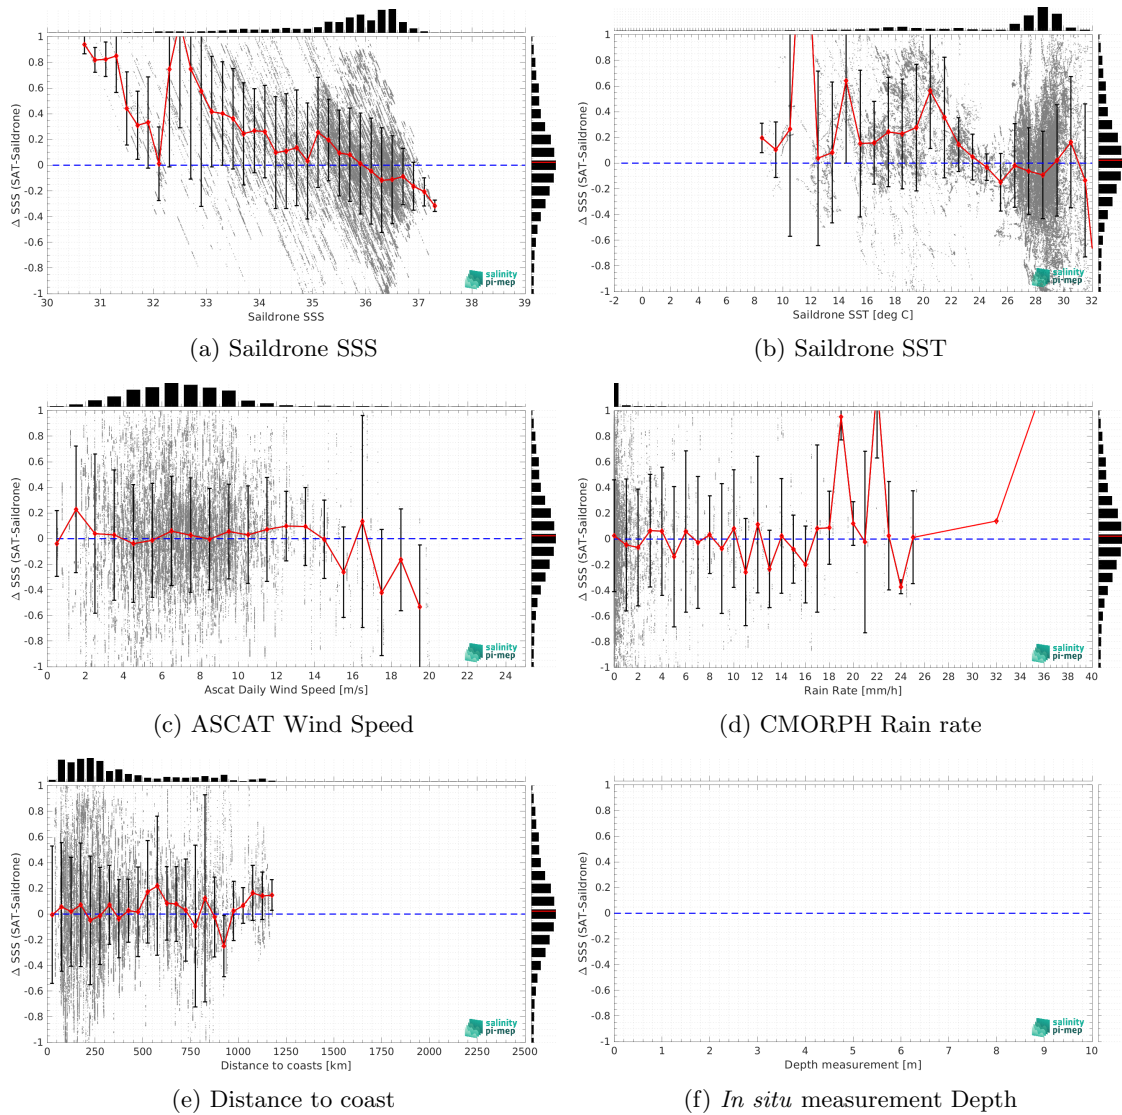 Δ SSS (SAT-Saildrone)
1
0.8
0.6
0.4
0.2
0
-0.2
-0.4
-0.6
-0.8
-1
30 31 32 33 34 35 36 37 38 39
Saildrone SSS
salinity
pi-mep
(a) Saildrone SSS
Δ SSS (SAT-Saildrone)
1
0.8
0.6
0.4
0.2
0
-0.2
-0.4
-0.6
-0.8
-1
-2 0 2 4 6 8 10 12 14 16 18 20 22 24 26 28 30 32
Saildrone SST [deg C]
salinity
pi-mep
(b) Saildrone SST
Δ SSS (SAT-Saildrone)
1
0.8
0.6
0.4
0.2
0
-0.2
-0.4
-0.6
-0.8
-1
0 2 4 6 8 10 12 14 16 18 20 22 24
Ascat Daily Wind Speed [m/s]
salinity
pi-mep
(c) ASCAT Wind Speed
Δ SSS (SAT-Saildrone)
1
0.8
0.6
0.4
0.2
0
-0.2
-0.4
-0.6
-0.8
-1
0 2 4 6 8 10 12 14 16 18 20 22 24 26 28 30 32 34 36 38 40
Rain Rate [mm/h]
salinity
pi-mep
(d) CMORPH Rain rate
Δ SSS (SAT-Saildrone)
1
0.8
0.6
0.4
0.2
0
-0.2
-0.4
-0.6
-0.8
-1
0 250 500 750 1000 1250 1500 1750 2000 2250 2500
Distance to coasts [km]
salinity
pi-mep
(e) Distance to coast
Δ SSS (SAT-Saildrone)
1
0.8
0.6
0.4
0.2
0
-0.2
-0.4
-0.6
-0.8
-1
0 1 2 3 4 5 6 7 8 9 10
Depth measurement [m]
salinity
pi-mep
(f) In situ measurement Depth